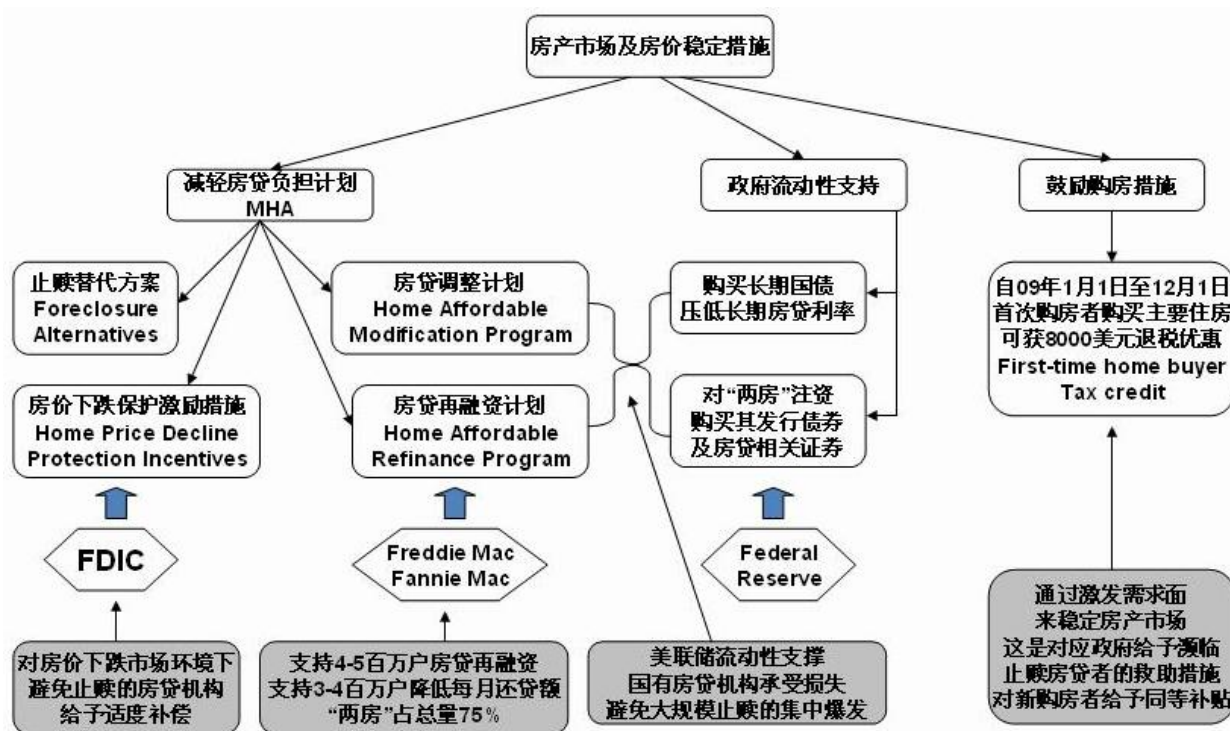 房产市场及房价稳定措施
减轻房贷负担计划
MHA
政府流动性支持
鼓励购房措施
止赎替代方案
Foreclosure
Alternatives
房贷调整计划
Home Affordable
Modification Program
购买长期国债
压低长期房贷利率
自09年1月1日至12月1日
首次购房者购买主要住房
可获8000美元退税优惠
First-time home buyer
Tax credit
房价下跌保护激励措施
Home Price Decline
Protection Incentives
房贷再融资计划
Home Affordable
Refinance Program
对“两房”注资
购买其发行债券
及房贷相关证券
FDIC
Freddie Mac
Fannie Mac
Federal
Reserve
对房价下跌市场环境下
避免止赎的房贷机构
给予适度补偿
支持4-5百万户房贷再融资
支持3-4百万户降低每月还贷额
“两房”占总量75%
美联储流动性支撑
国有房贷机构承受损失
避免大规模止赎的集中爆发
通过激发需求面
来稳定房产市场
这是对应政府给予濒临
止赎房贷者的救助措施
对新购房者给予同等补贴